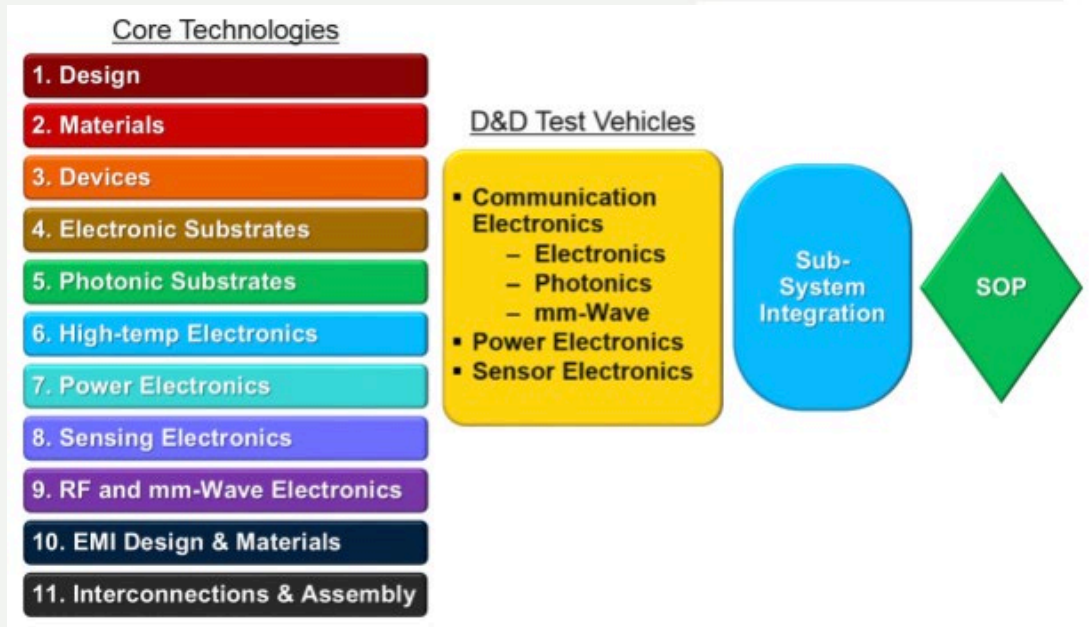 Core Technologies
1. Design
2. Materials
3. Devices
4. Electronic Substrates
5. Photonic Substrates
6. High-temp Electronics
7. Power Electronics
8. Sensing Electronics
9. RF and mm-Wave Electronics
10. EMI Design & Materials
11. Interconnections & Assembly
D&D Test Vehicles
▪ Communication
Electronics
– Electronics
– Photonics
– mm-Wave
▪ Power Electronics
▪ Sensor Electronics
Sub-
System
Integration
SOP